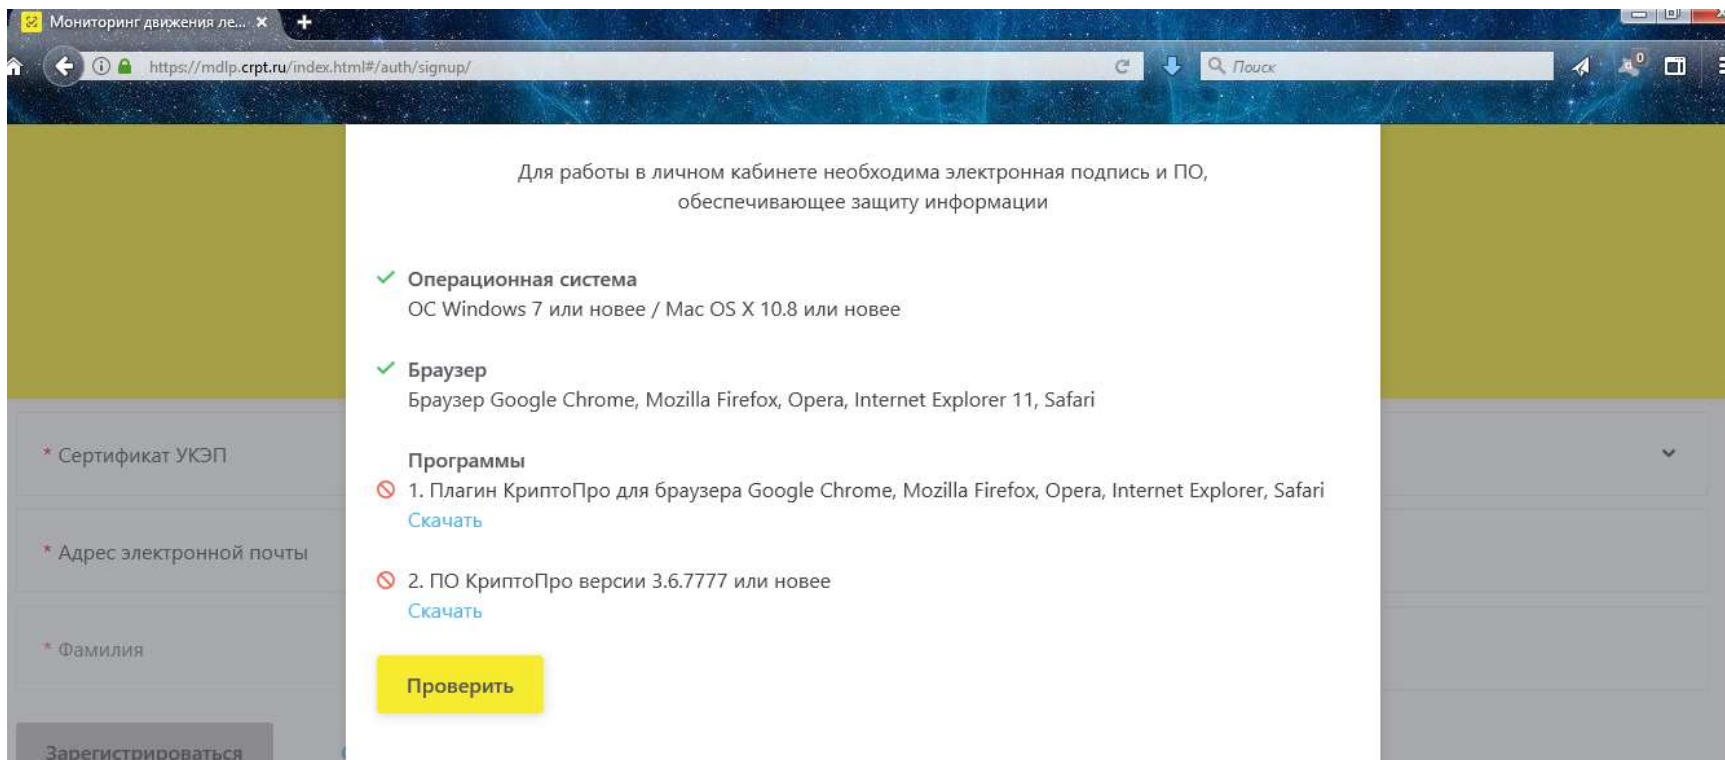 Мониторинг движения ле...
https://mdlp.crpt.ru/index.html#/auth/signup/
Поиск
0
Для работы в личном кабинете необходима электронная подпись и ПО,
обеспечивающее защиту информации
Операционная система
ОС Windows 7 или новее / Mac OS X 10.8 или новее
Браузер
Браузер Google Chrome, Mozilla Firefox, Opera, Internet Explorer 11, Safari
* Сертификат УКЭП
Программы
1. Плагин КриптоПро для браузера Google Chrome, Mozilla Firefox, Opera, Internet Explorer, Safari
Скачать
* Адрес электронной почты
2. ПО КриптоПро версии 3.6.7777 или новее
Скачать
* Фамилия
Проверить
Зарегистрироваться